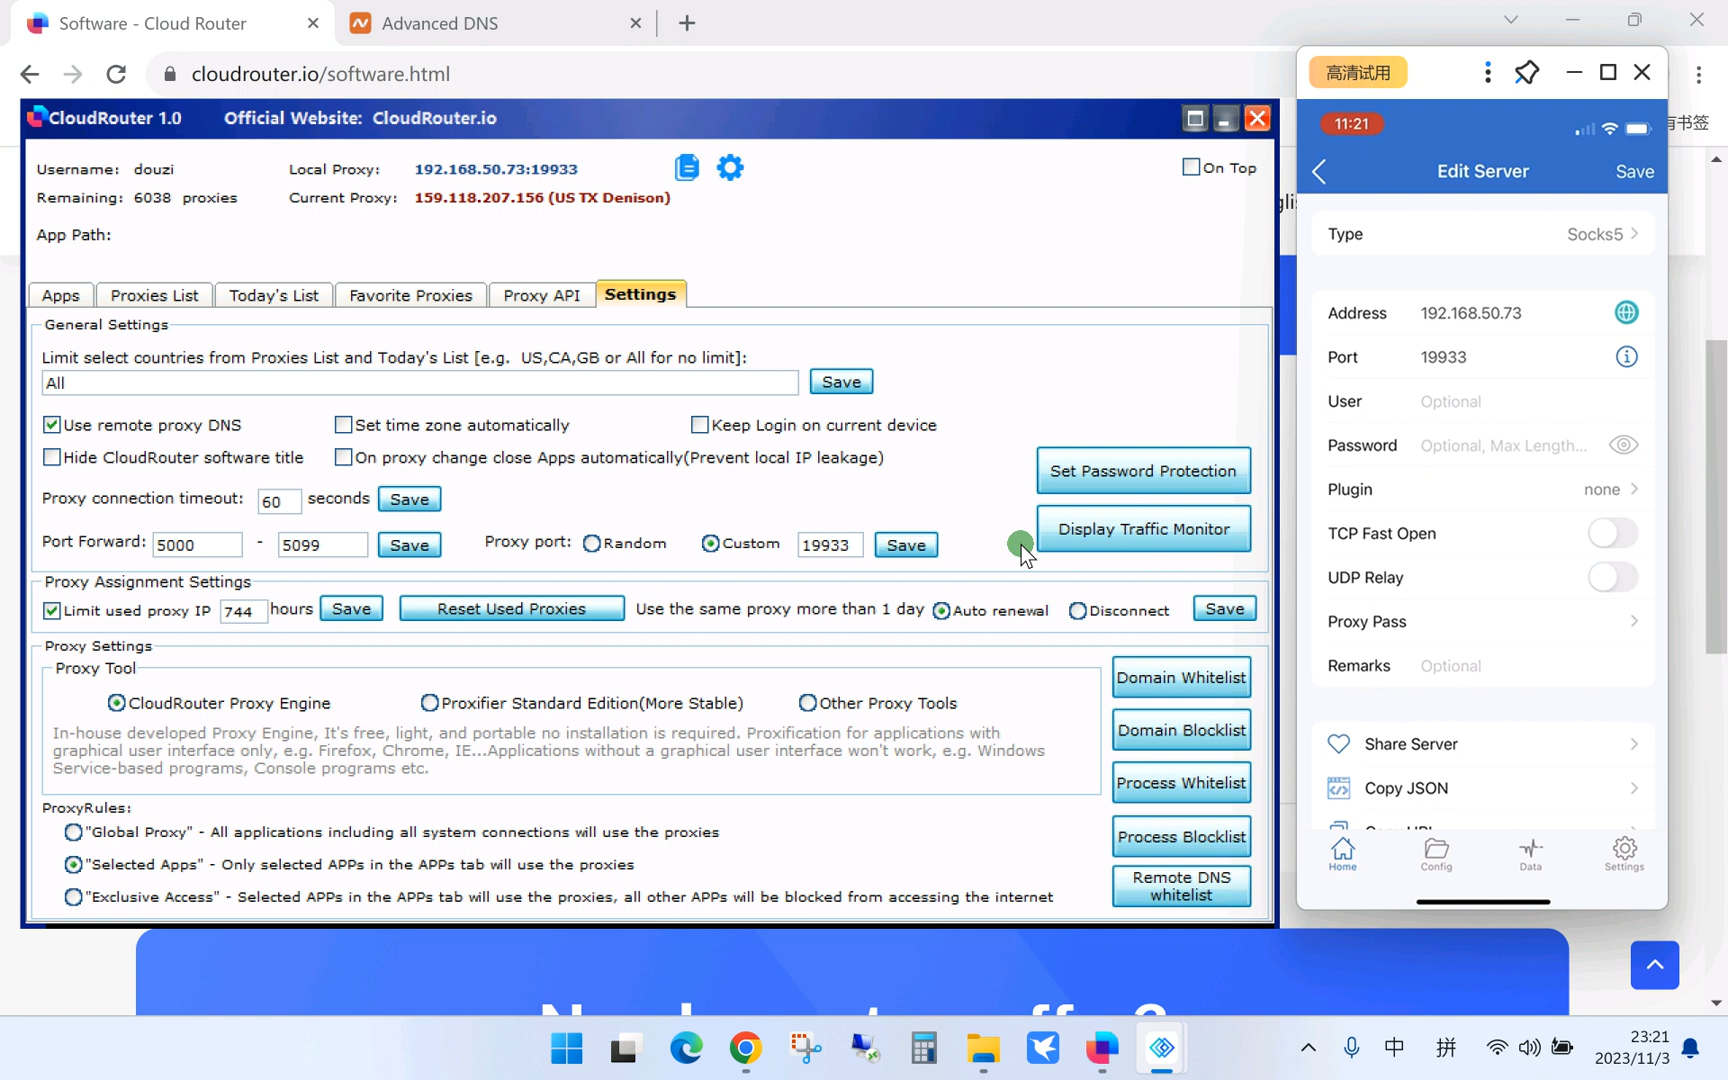 Software - Cloud Router
Advanced DNS
cloudrouter.io/software.html
有书签
CloudRouter 1.0 Official Website: CloudRouter.io
Username: douzi
Local Proxy: 192.168.50.73:19933
On Top
Remaining: 6038 proxies
Current Proxy: 159.118.207.156 (US TX Denison)
App Path:
Apps
Proxies List
Today's List
Favorite Proxies
Proxy API
Settings
General Settings
Limit select countries from Proxies List and Today's List [e.g. US,CA,GB or All for no limit]:
All
Save
Use remote proxy DNS
Set time zone automatically
Keep Login on current device
Hide CloudRouter software title
On proxy change close Apps automatically(Prevent local IP leakage)
Proxy connection timeout: 60 seconds Save
Set Password Protection
Port Forward: 5000 - 5099 Save
Proxy port: Random Custom 19933 Save
Display Traffic Monitor
Proxy Assignment Settings
Limit used proxy IP 744 hours Save
Reset Used Proxies
Use the same proxy more than 1 day Auto renewal Disconnect Save
Proxy Settings
Proxy Tool
CloudRouter Proxy Engine
Proxifier Standard Edition(More Stable)
Other Proxy Tools
In-house developed Proxy Engine, It's free, light, and portable no installation is required. Proxification for applications with
graphical user interface only, e.g. Firefox, Chrome, IE...Applications without a graphical user interface won't work, e.g. Windows
Service-based programs, Console programs etc.
ProxyRules:
"Global Proxy" - All applications including all system connections will use the proxies
"Selected Apps" - Only selected APPs in the APPs tab will use the proxies
"Exclusive Access" - Selected APPs in the APPs tab will use the proxies, all other APPs will be blocked from accessing the internet
Domain Whitelist
Domain Blocklist
Process Whitelist
Process Blocklist
Remote DNS
whitelist
高清试用
11:21
Edit Server
Save
Type Socks5
Address 192.168.50.73
Port 19933
User Optional
Password Optional, Max Length...
Plugin none
TCP Fast Open
UDP Relay
Proxy Pass
Remarks Optional
Share Server
Copy JSON
Home
Config
Data
Settings
中
拼
23:21
2023/11/3